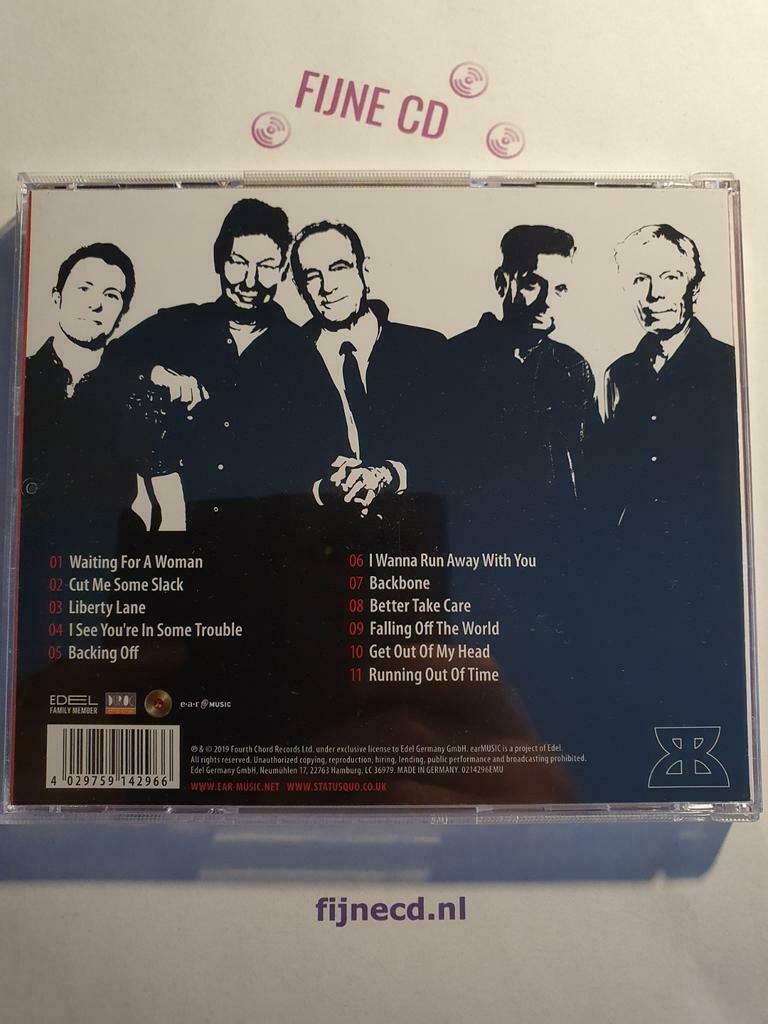 FIJNE CD
01 Waiting For A Woman
02 Cut Me Some Slack
03 Liberty Lane
04 I See You're In Some Trouble
05 Backing Off
06 I Wanna Run Away With You
07 Backbone
08 Better Take Care
09 Falling Off The World
10 Get Out Of My Head
11 Running Out Of Time
EDEL
FAMILY MEMBER
e·a·r MUSIC
4 029759 142966
℗ & © 2019 Fourth Chord Records Ltd. under exclusive license to Edel Germany GmbH. earMUSIC is a project of Edel.
All rights reserved. Unauthorized copying, reproduction, hiring, lending, public performance and broadcasting prohibited.
Edel Germany GmbH, Neumühlen 17, 22763 Hamburg. LC 36979. MADE IN GERMANY. 0214296EMU
WWW.EAR-MUSIC.NET WWW.STATUSQUO.CO.UK
fijnecd.nl